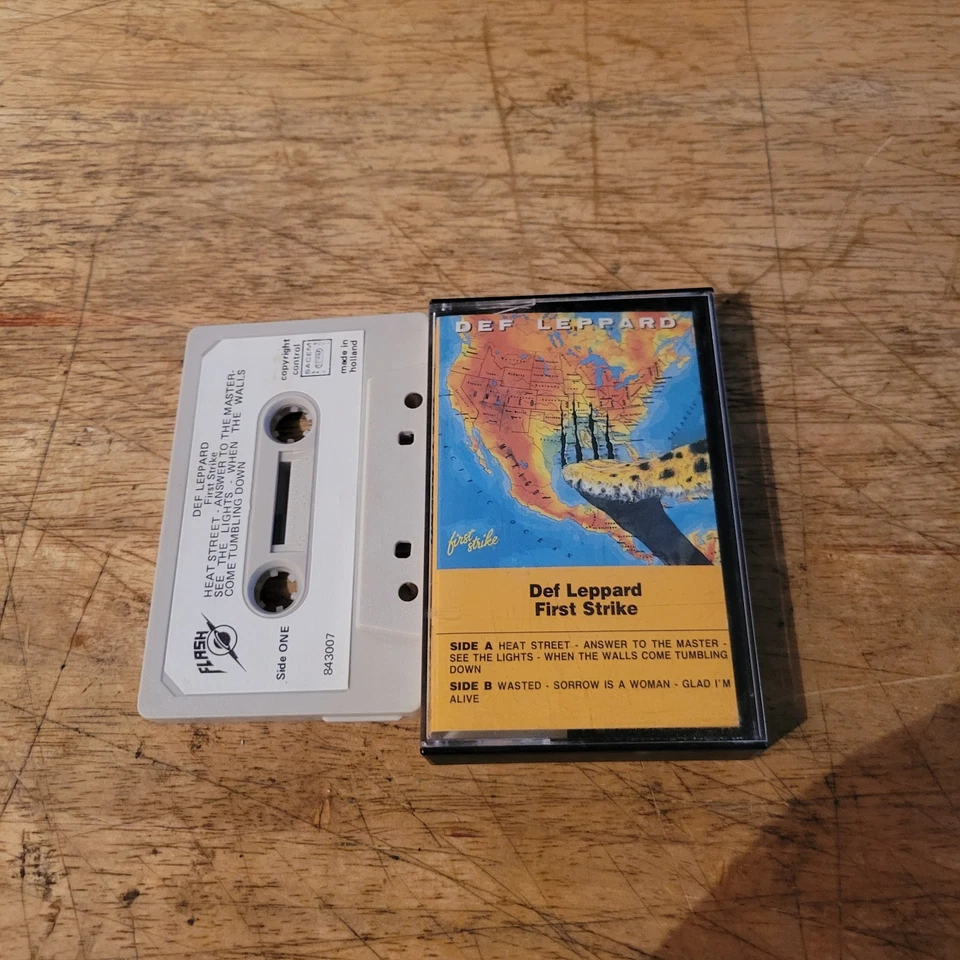 DEF LEPPARD
First Strike
HEAT STREET - ANSWER TO THE MASTER-
SEE THE LIGHTS - WHEN THE WALLS
COME TUMBLING DOWN
copyright
control
SACEM
made in
holland
FLASH
Side ONE
843007
DEF LEPPARD
first
strike
Def Leppard
First Strike
SIDE A HEAT STREET - ANSWER TO THE MASTER -
SEE THE LIGHTS - WHEN THE WALLS COME TUMBLING
DOWN
SIDE B WASTED - SORROW IS A WOMAN - GLAD I'M
ALIVE